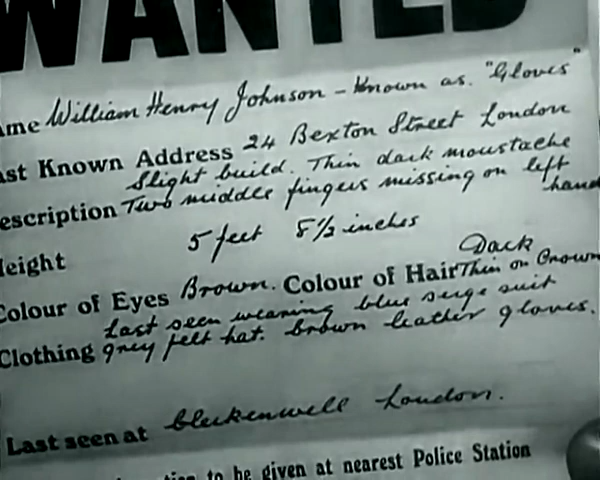 WANTED
ame William Henry Johnson - Known as. "Gloves"
ast Known Address 24 Bexton Street London
Slight build. Thin dark moustache
escription Two middle fingers missing on left hand
Height 5 feet 8½ inches
Colour of Eyes Brown. Colour of Hair Dark Thin on Crown
Last seen wearing blue serge suit
Clothing grey felt hat. brown leather gloves.
Last seen at Clerkenwell London.
tion to be given at nearest Police Station